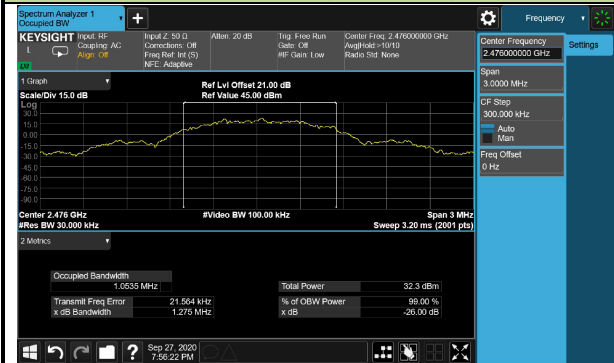 Spectrum Analyzer 1
Occupied BW
Frequency
KEYSIGHT
L
LXI
Input: RF
Coupling: AC
Align: Off
Input Z: 50 Ω
Corrections: Off
Freq Ref: Int (S)
NFE: Adaptive
Atten: 20 dB
Trig: Free Run
Gate: Off
#IF Gain: Low
Center Freq: 2.476000000 GHz
Avg|Hold:>10/10
Radio Std: None
Center Frequency
2.476000000 GHz
Settings
Span
3.0000 MHz
CF Step
300.000 kHz
Auto
Man
Freq Offset
0 Hz
1 Graph
Scale/Div 15.0 dB
Ref Lvl Offset 21.00 dB
Ref Value 45.00 dBm
Log
30.0
15.0
0.00
-15.0
-30.0
-45.0
-60.0
-75.0
-90.0
Center 2.476 GHz
#Video BW 100.00 kHz
Span 3 MHz
#Res BW 30.000 kHz
Sweep 3.20 ms (2001 pts)
2 Metrics
Occupied Bandwidth
1.0535 MHz
Total Power
32.3 dBm
Transmit Freq Error
21.564 kHz
% of OBW Power
99.00 %
x dB Bandwidth
1.275 MHz
x dB
-26.00 dB
Sep 27, 2020
7:56:22 PM